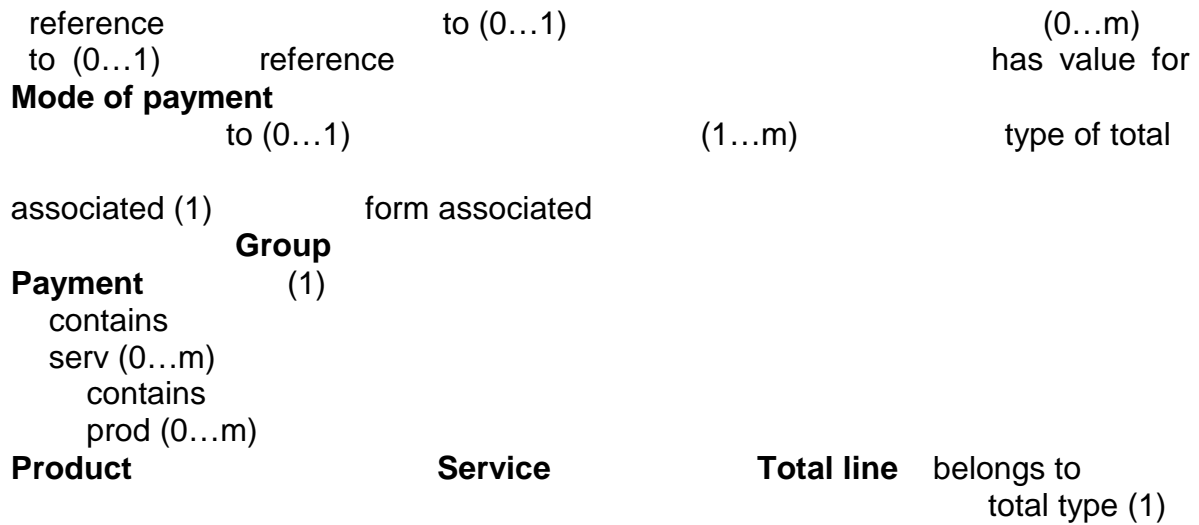 reference to (0…1) (0…m)
to (0…1) reference has value for
Mode of payment
to (0…1) (1…m) type of total
associated (1) form associated
Group
Payment (1)
contains
serv (0…m)
contains
prod (0…m)
Product Service Total line belongs to
total type (1)